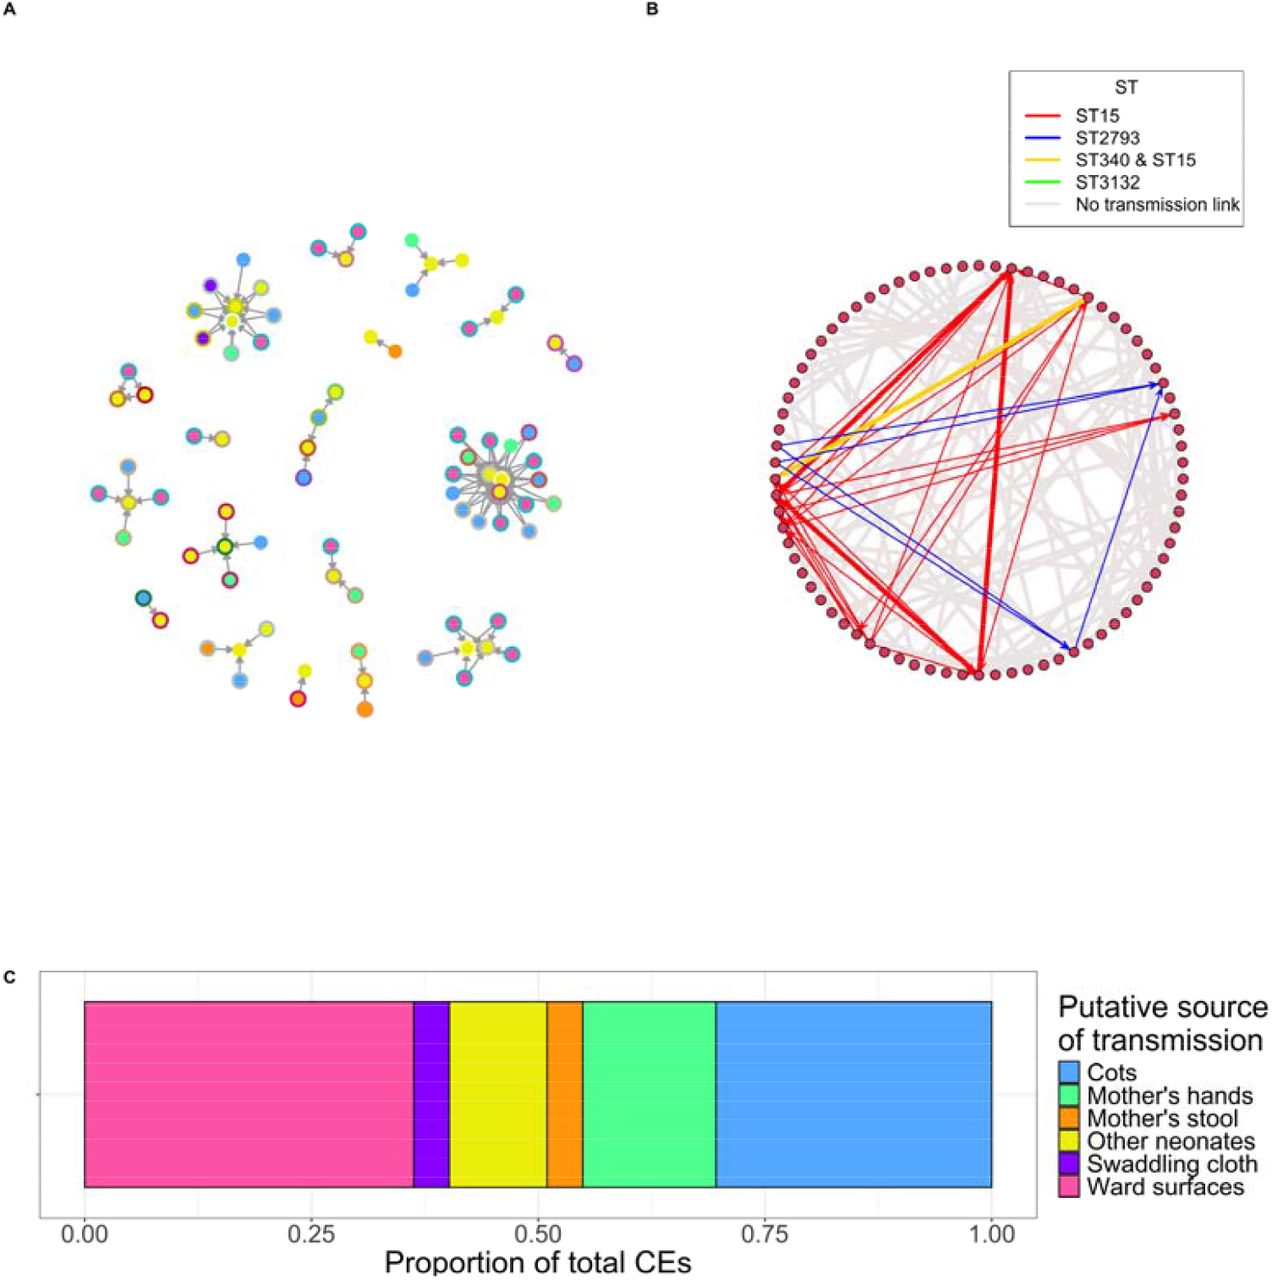 A
B
ST
ST15
ST2793
ST340 & ST15
ST3132
No transmission link
C
Putative source
of transmission
Cots
Mother's hands
Mother's stool
Other neonates
Swaddling cloth
Ward surfaces
0.00 0.25 0.50 0.75 1.00
Proportion of total CEs